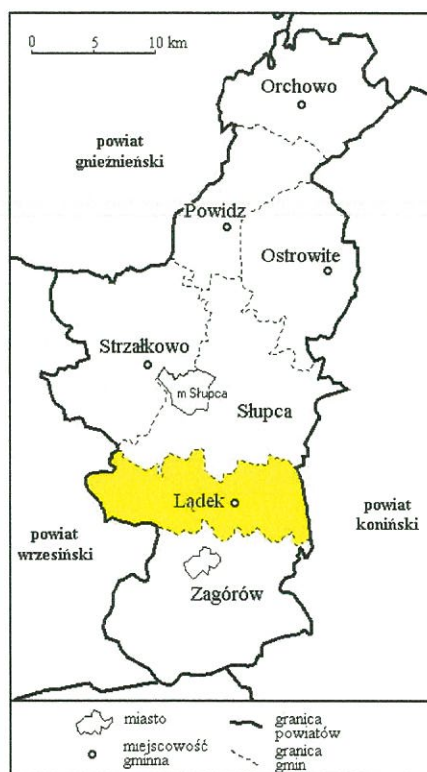 0 5 10 km
Orchowo
powiat
gnieźnieński
Powidz
Ostrowite
Strzałkowo
m Słupca
Słupca
Lądek
powiat
wrzesiński
powiat
koniński
Zagórów
miasto
granica
powiatów
miejscowość
gminna
granica
gmin